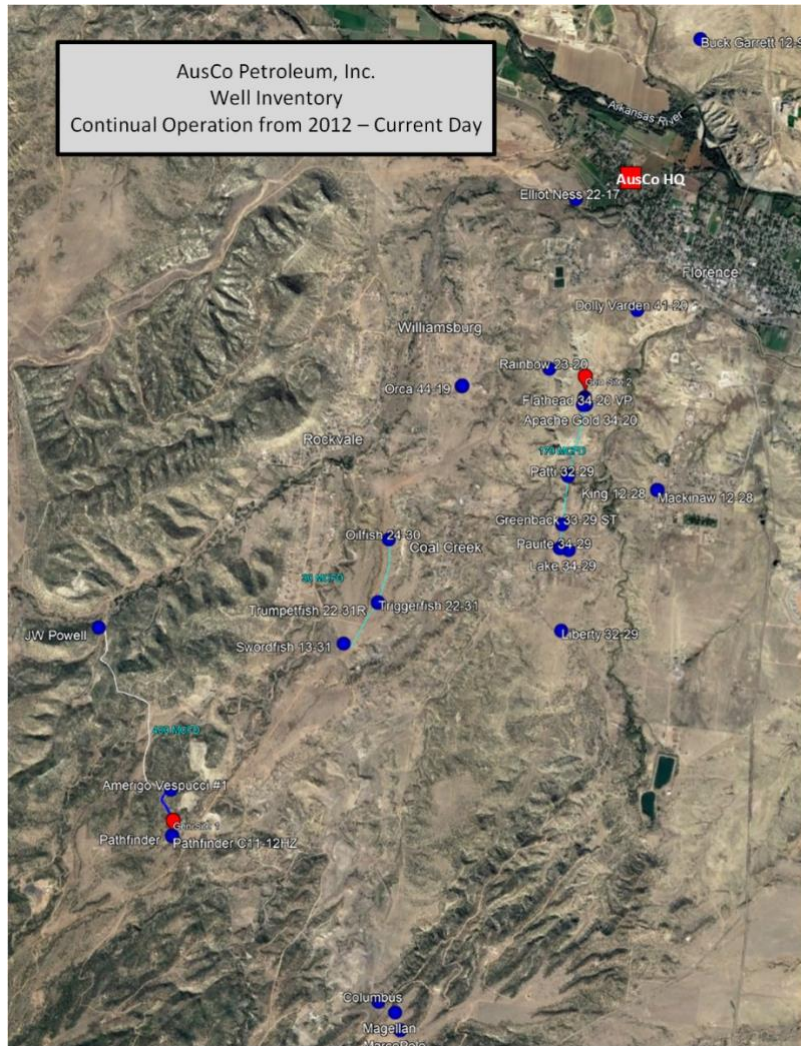 AusCo Petroleum, Inc.
Well Inventory
Continual Operation from 2012 – Current Day
Buck Garrett 12-3
Arkansas River
AusCo HQ
Elliot Ness 22-17
Florence
Dolly Varden 41-29
Williamsburg
Rainbow 23-20
Orca 44-19
Flathead 34-20 VP
Apache Gold 34-20
Rockvale
Patti 32-29
King 12-28
Mackinaw 12-28
Greenback 33-29 ST
Oilfish 24-30
Coal Creek
Pauite 34-29
Lake 34-29
Trumpetfish 22-31R
Triggerfish 22-31
JW Powell
Swordfish 13-31
Liberty 32-29
Amerigo Vespucci #1
Pathfinder
Pathfinder C11-12HZ
Columbus
Magellan
MarcoPolo